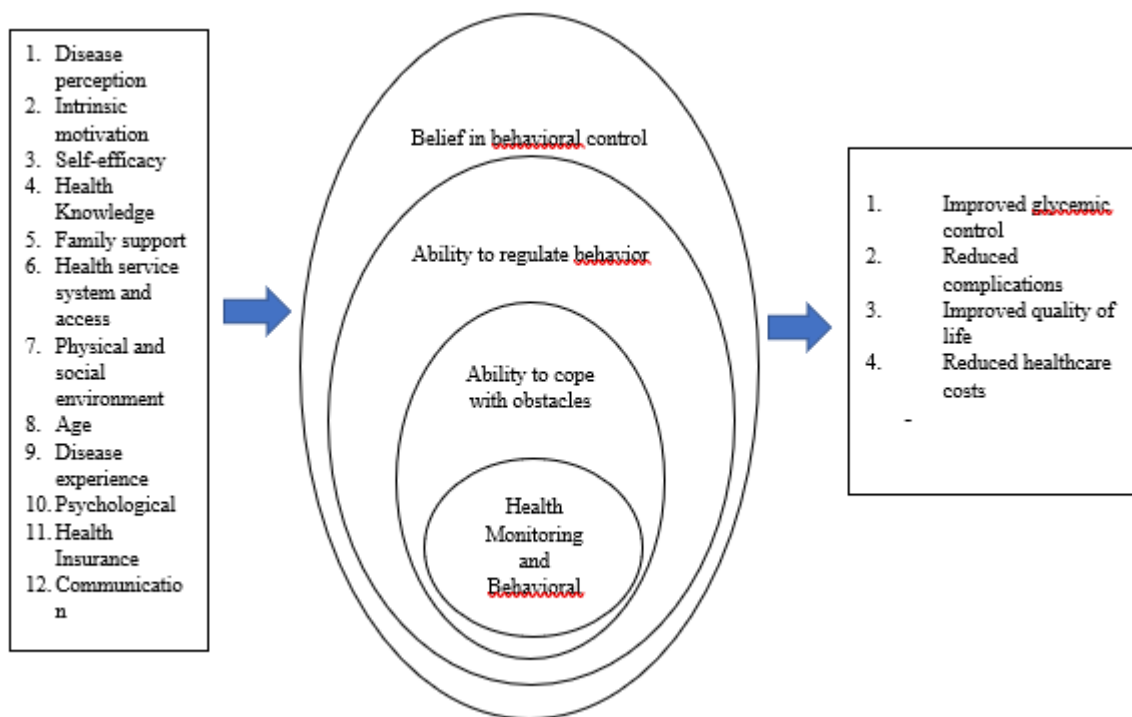 1. Disease
perception
2. Intrinsic
motivation
3. Self-efficacy
4. Health
Knowledge
5. Family support
6. Health service
system and
access
7. Physical and
social
environment
8. Age
9. Disease
experience
10. Psychological
11. Health
Insurance
12. Communicatio
n
Belief in behavioral control
Ability to regulate behavior
Ability to cope
with obstacles
Health
Monitoring
and
Behavioral
1. Improved glycemic
control
2. Reduced
complications
3. Improved quality of
life
4. Reduced healthcare
costs
-